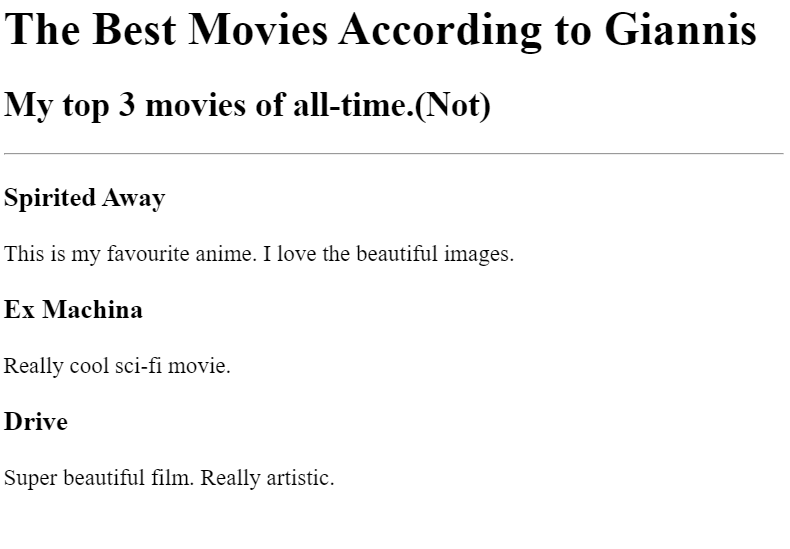 The Best Movies According to Giannis
My top 3 movies of all-time.(Not)
Spirited Away
This is my favourite anime. I love the beautiful images.
Ex Machina
Really cool sci-fi movie.
Drive
Super beautiful film. Really artistic.